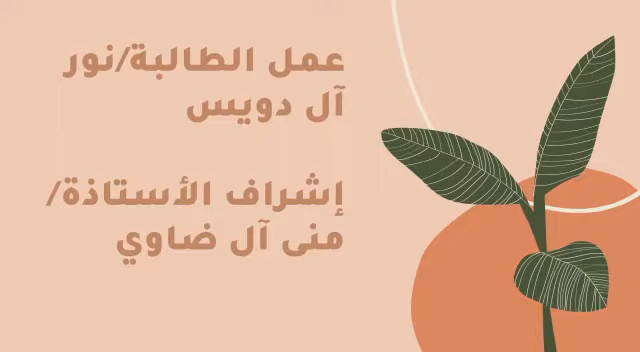 عمل الطالبة/نور
آل دويس
إشراف الأستاذة/
منى آل ضاوي